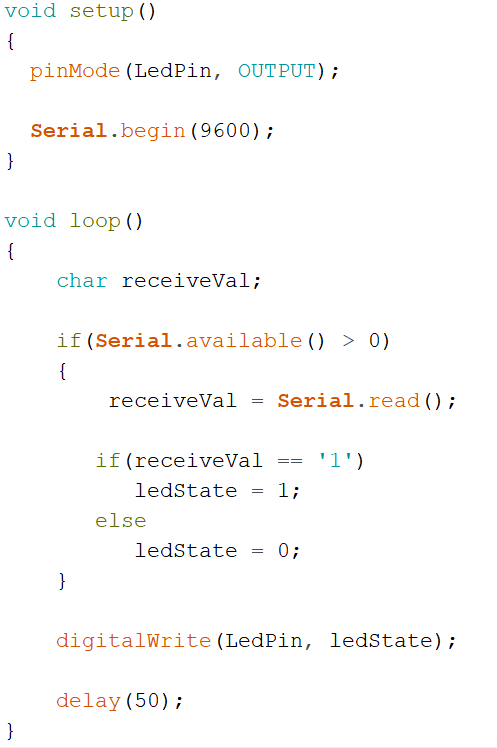 void setup()
{
  pinMode(LedPin, OUTPUT);

  Serial.begin(9600);
}

void loop()
{
    char receiveVal;

    if(Serial.available() > 0)
    {
        receiveVal = Serial.read();

       if(receiveVal == '1')
          ledState = 1;
       else
          ledState = 0;
    }

    digitalWrite(LedPin, ledState);

    delay(50);
}